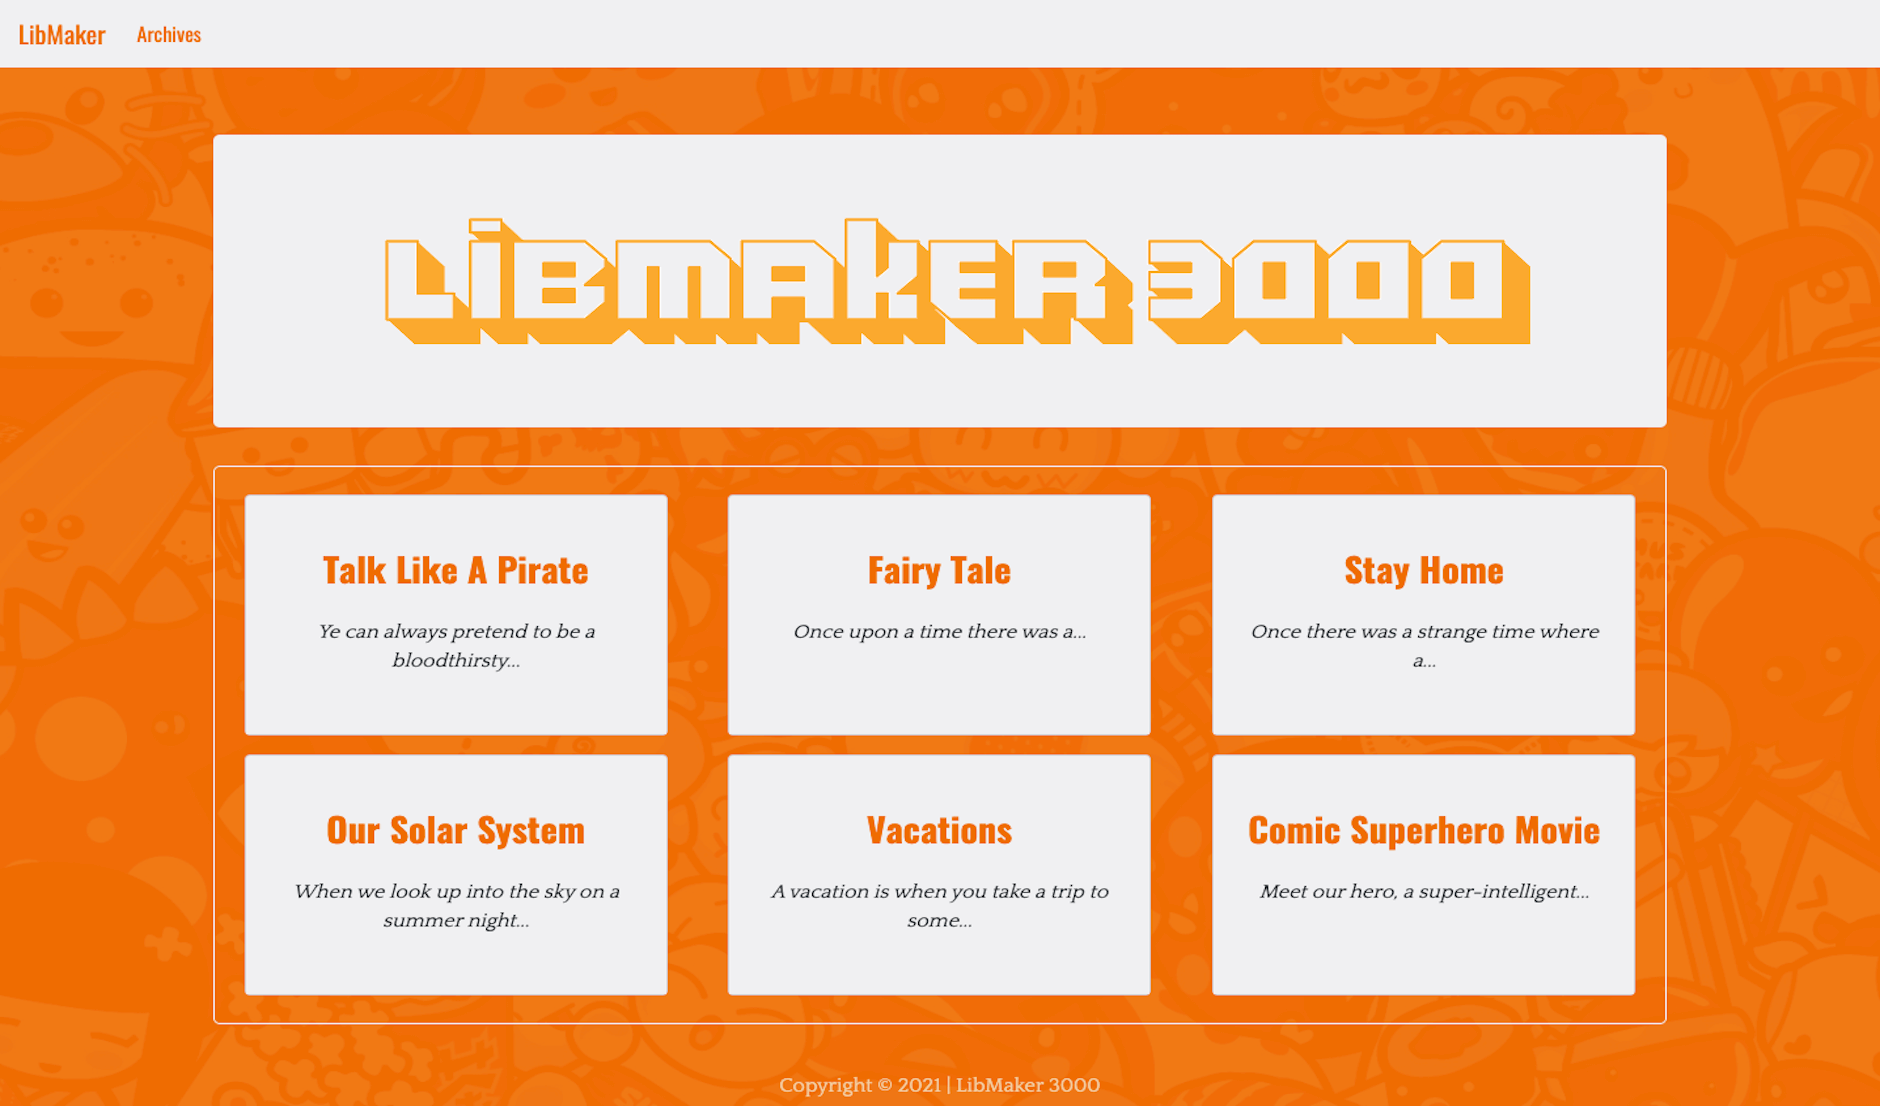 LibMaker Archives
LiBMAkER 3000
Talk Like A Pirate
Ye can always pretend to be a
bloodthirsty...
Fairy Tale
Once upon a time there was a...
Stay Home
Once there was a strange time where
a...
Our Solar System
When we look up into the sky on a
summer night...
Vacations
A vacation is when you take a trip to
some...
Comic Superhero Movie
Meet our hero, a super-intelligent...
Copyright © 2021 | LibMaker 3000